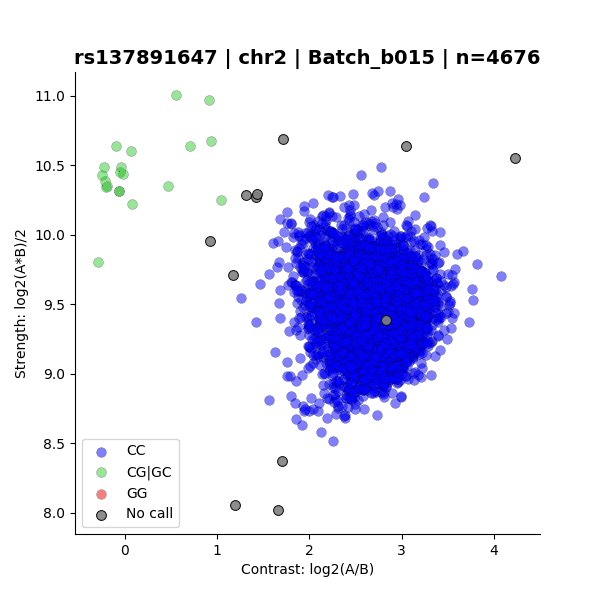 rs137891647 | chr2 | Batch_b015 | n=4676
Strength: log2(A*B)/2
11.0
10.5
10.0
9.5
9.0
8.5
8.0
CC
CG|GC
GG
No call
0 1 2 3 4
Contrast: log2(A/B)